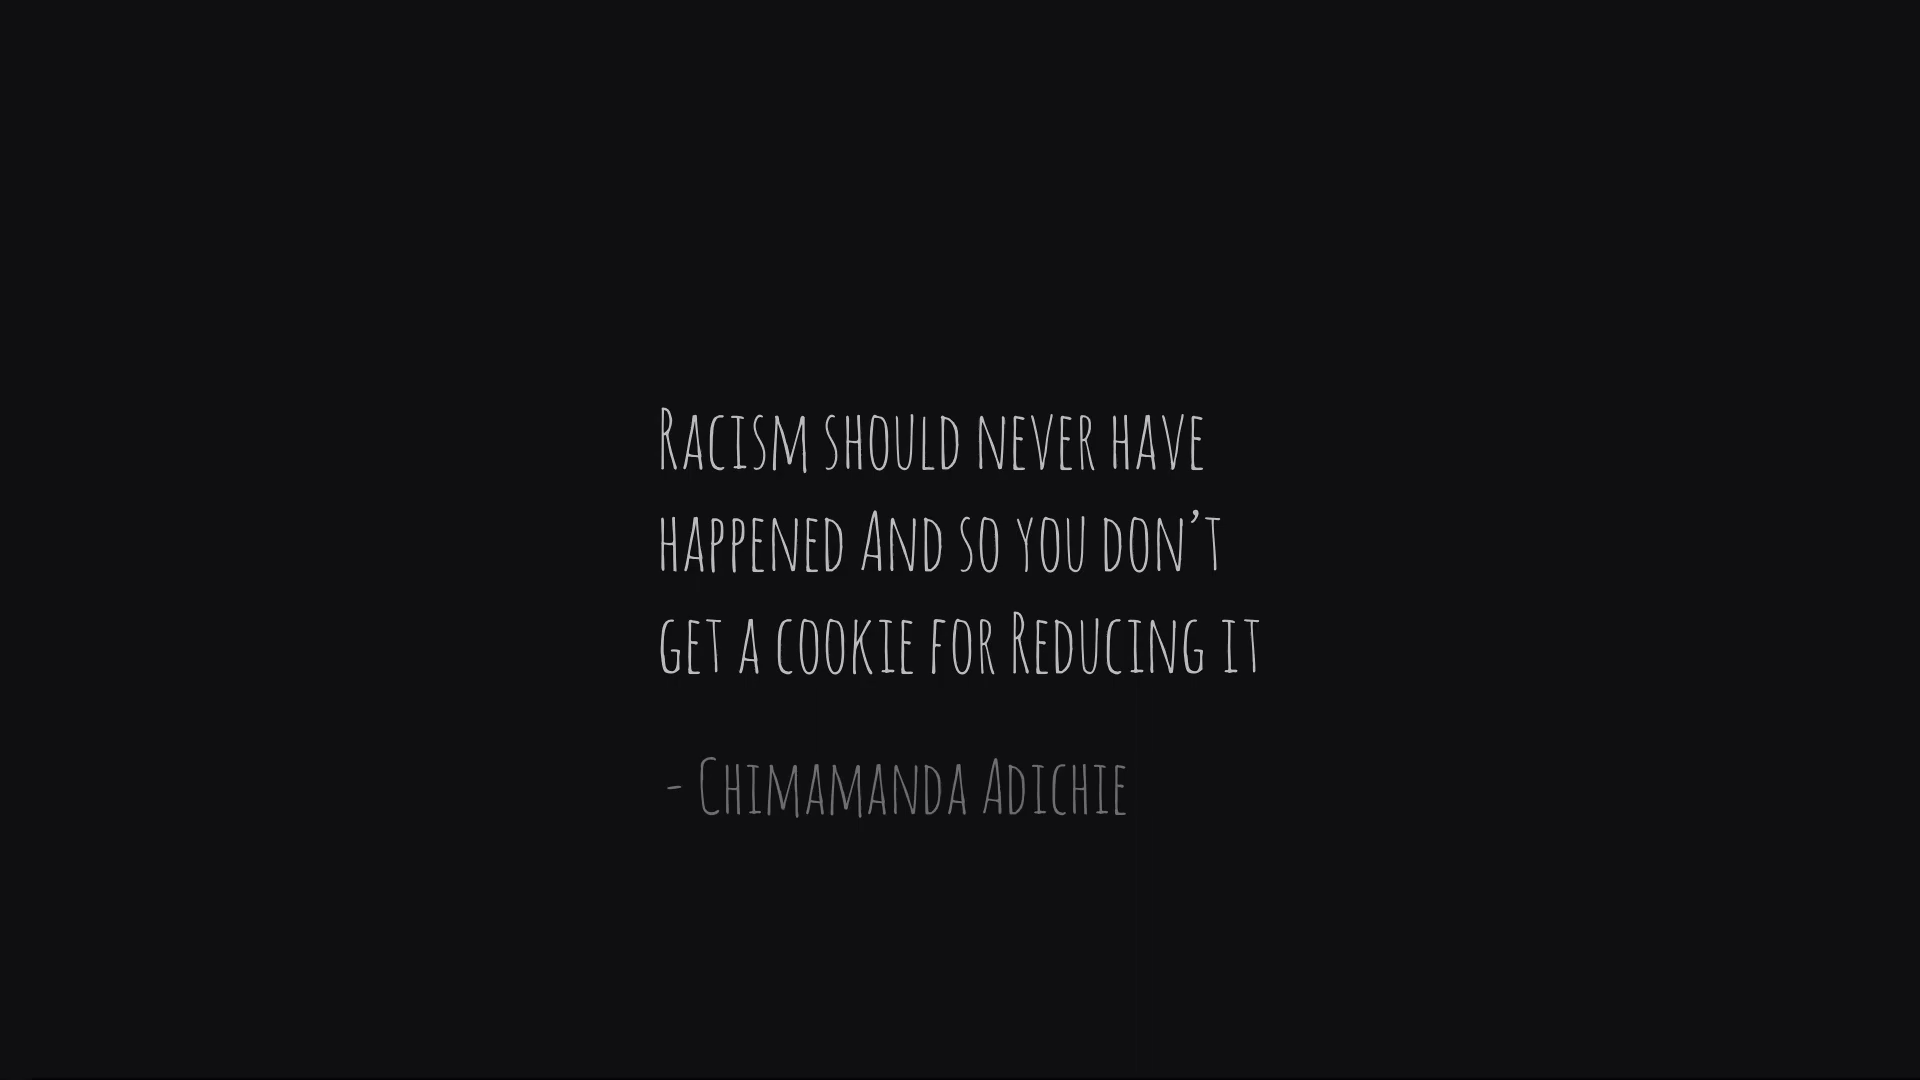 Racism should never have
happened And so you don’t
get a cookie for Reducing it
- Chimamanda Adichie